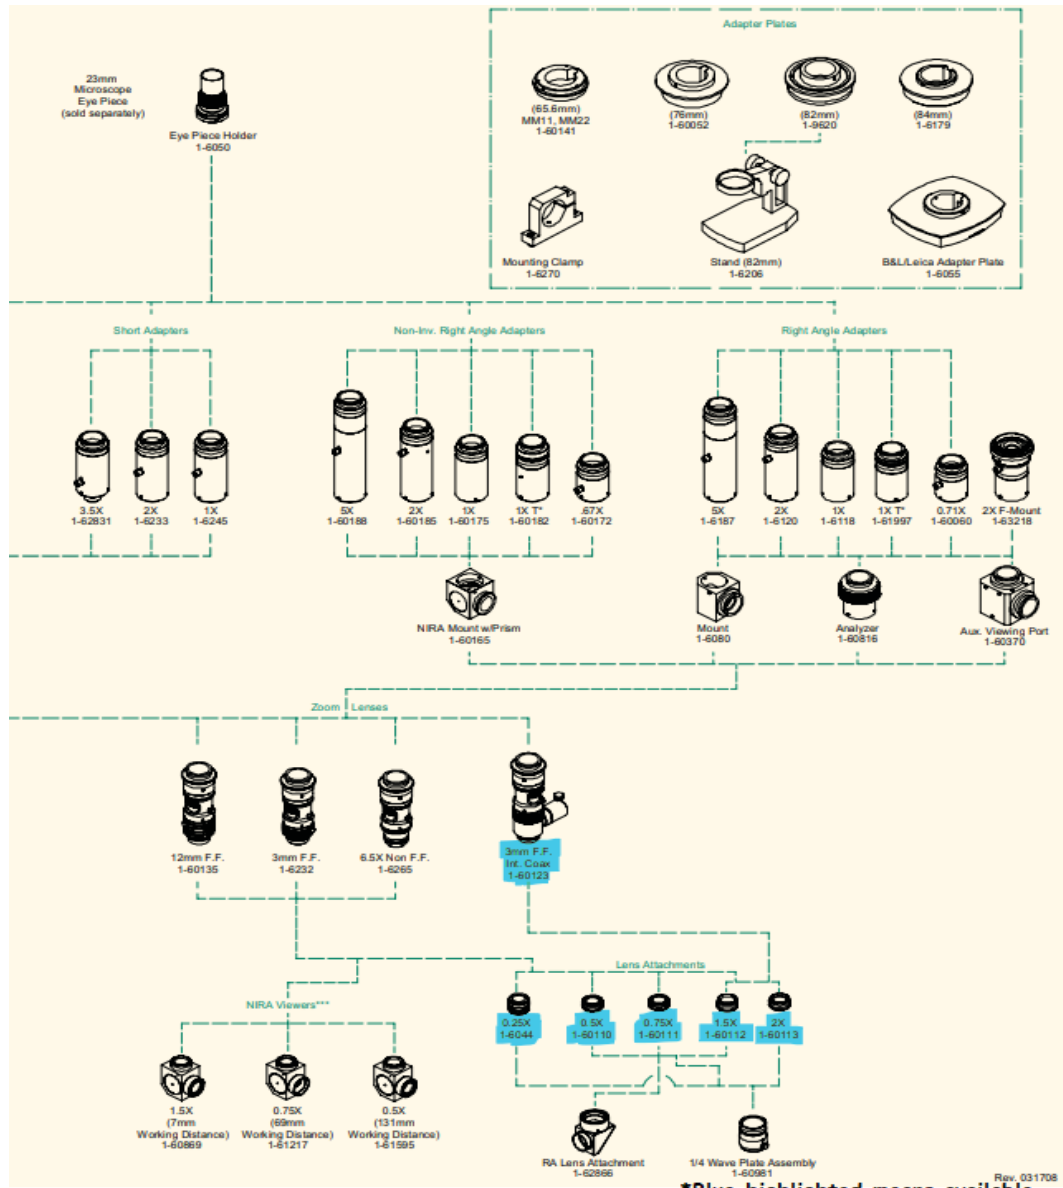 Adapter Plates
23mm
Microscope
Eye Piece
(sold separately)
Eye Piece Holder
1-6050
(65.6mm)
MM11, MM22
1-60141
(76mm)
1-60052
(82mm)
1-9620
(84mm)
1-6179
Mounting Clamp
1-6270
Stand (82mm)
1-6206
B&L/Leica Adapter Plate
1-6055
Short Adapters
Non-Inv. Right Angle Adapters
Right Angle Adapters
3.5X
1-62831
2X
1-6233
1X
1-6245
5X
1-60188
2X
1-60185
1X
1-60175
1X T*
1-60182
.67X
1-60172
5X
1-6187
2X
1-6120
1X
1-6118
1X T*
1-61997
0.71X
1-60060
2X F-Mount
1-63218
NIRA Mount w/Prism
1-60165
Mount
1-6080
Analyzer
1-60816
Aux. Viewing Port
1-60370
Zoom Lenses
12mm F.F.
1-60135
3mm F.F.
1-6232
6.5X Non F.F.
1-6265
3mm F.F.
Int. Coax
1-60123
Lens Attachments
0.25X
1-6044
0.5X
1-60110
0.75X
1-60111
1.5X
1-60112
2X
1-60113
NIRA Viewers***
1.5X
(7mm
Working Distance)
1-60869
0.75X
(69mm
Working Distance)
1-61217
0.5X
(131mm
Working Distance)
1-61595
RA Lens Attachment
1-62866
1/4 Wave Plate Assembly
1-60981
Rev. 031708
*Blue highlighted means available